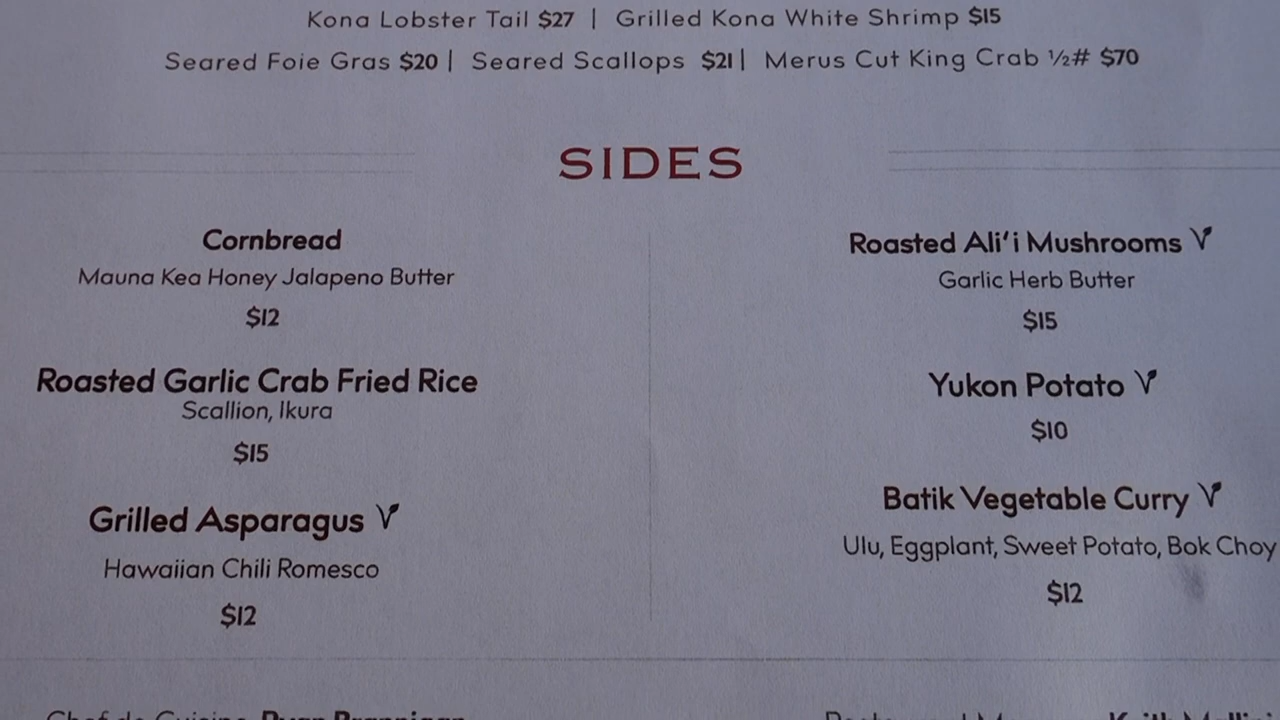 Kona Lobster Tail $27 | Grilled Kona White Shrimp $15
Seared Foie Gras $20 | Seared Scallops $21 | Merus Cut King Crab ½# $70
SIDES
Cornbread
Mauna Kea Honey Jalapeno Butter
$12
Roasted Garlic Crab Fried Rice
Scallion, Ikura
$15
Grilled Asparagus V
Hawaiian Chili Romesco
$12
Roasted Ali'i Mushrooms V
Garlic Herb Butter
$15
Yukon Potato V
$10
Batik Vegetable Curry V
Ulu, Eggplant, Sweet Potato, Bok Choy
$12
Chef de Cuisine